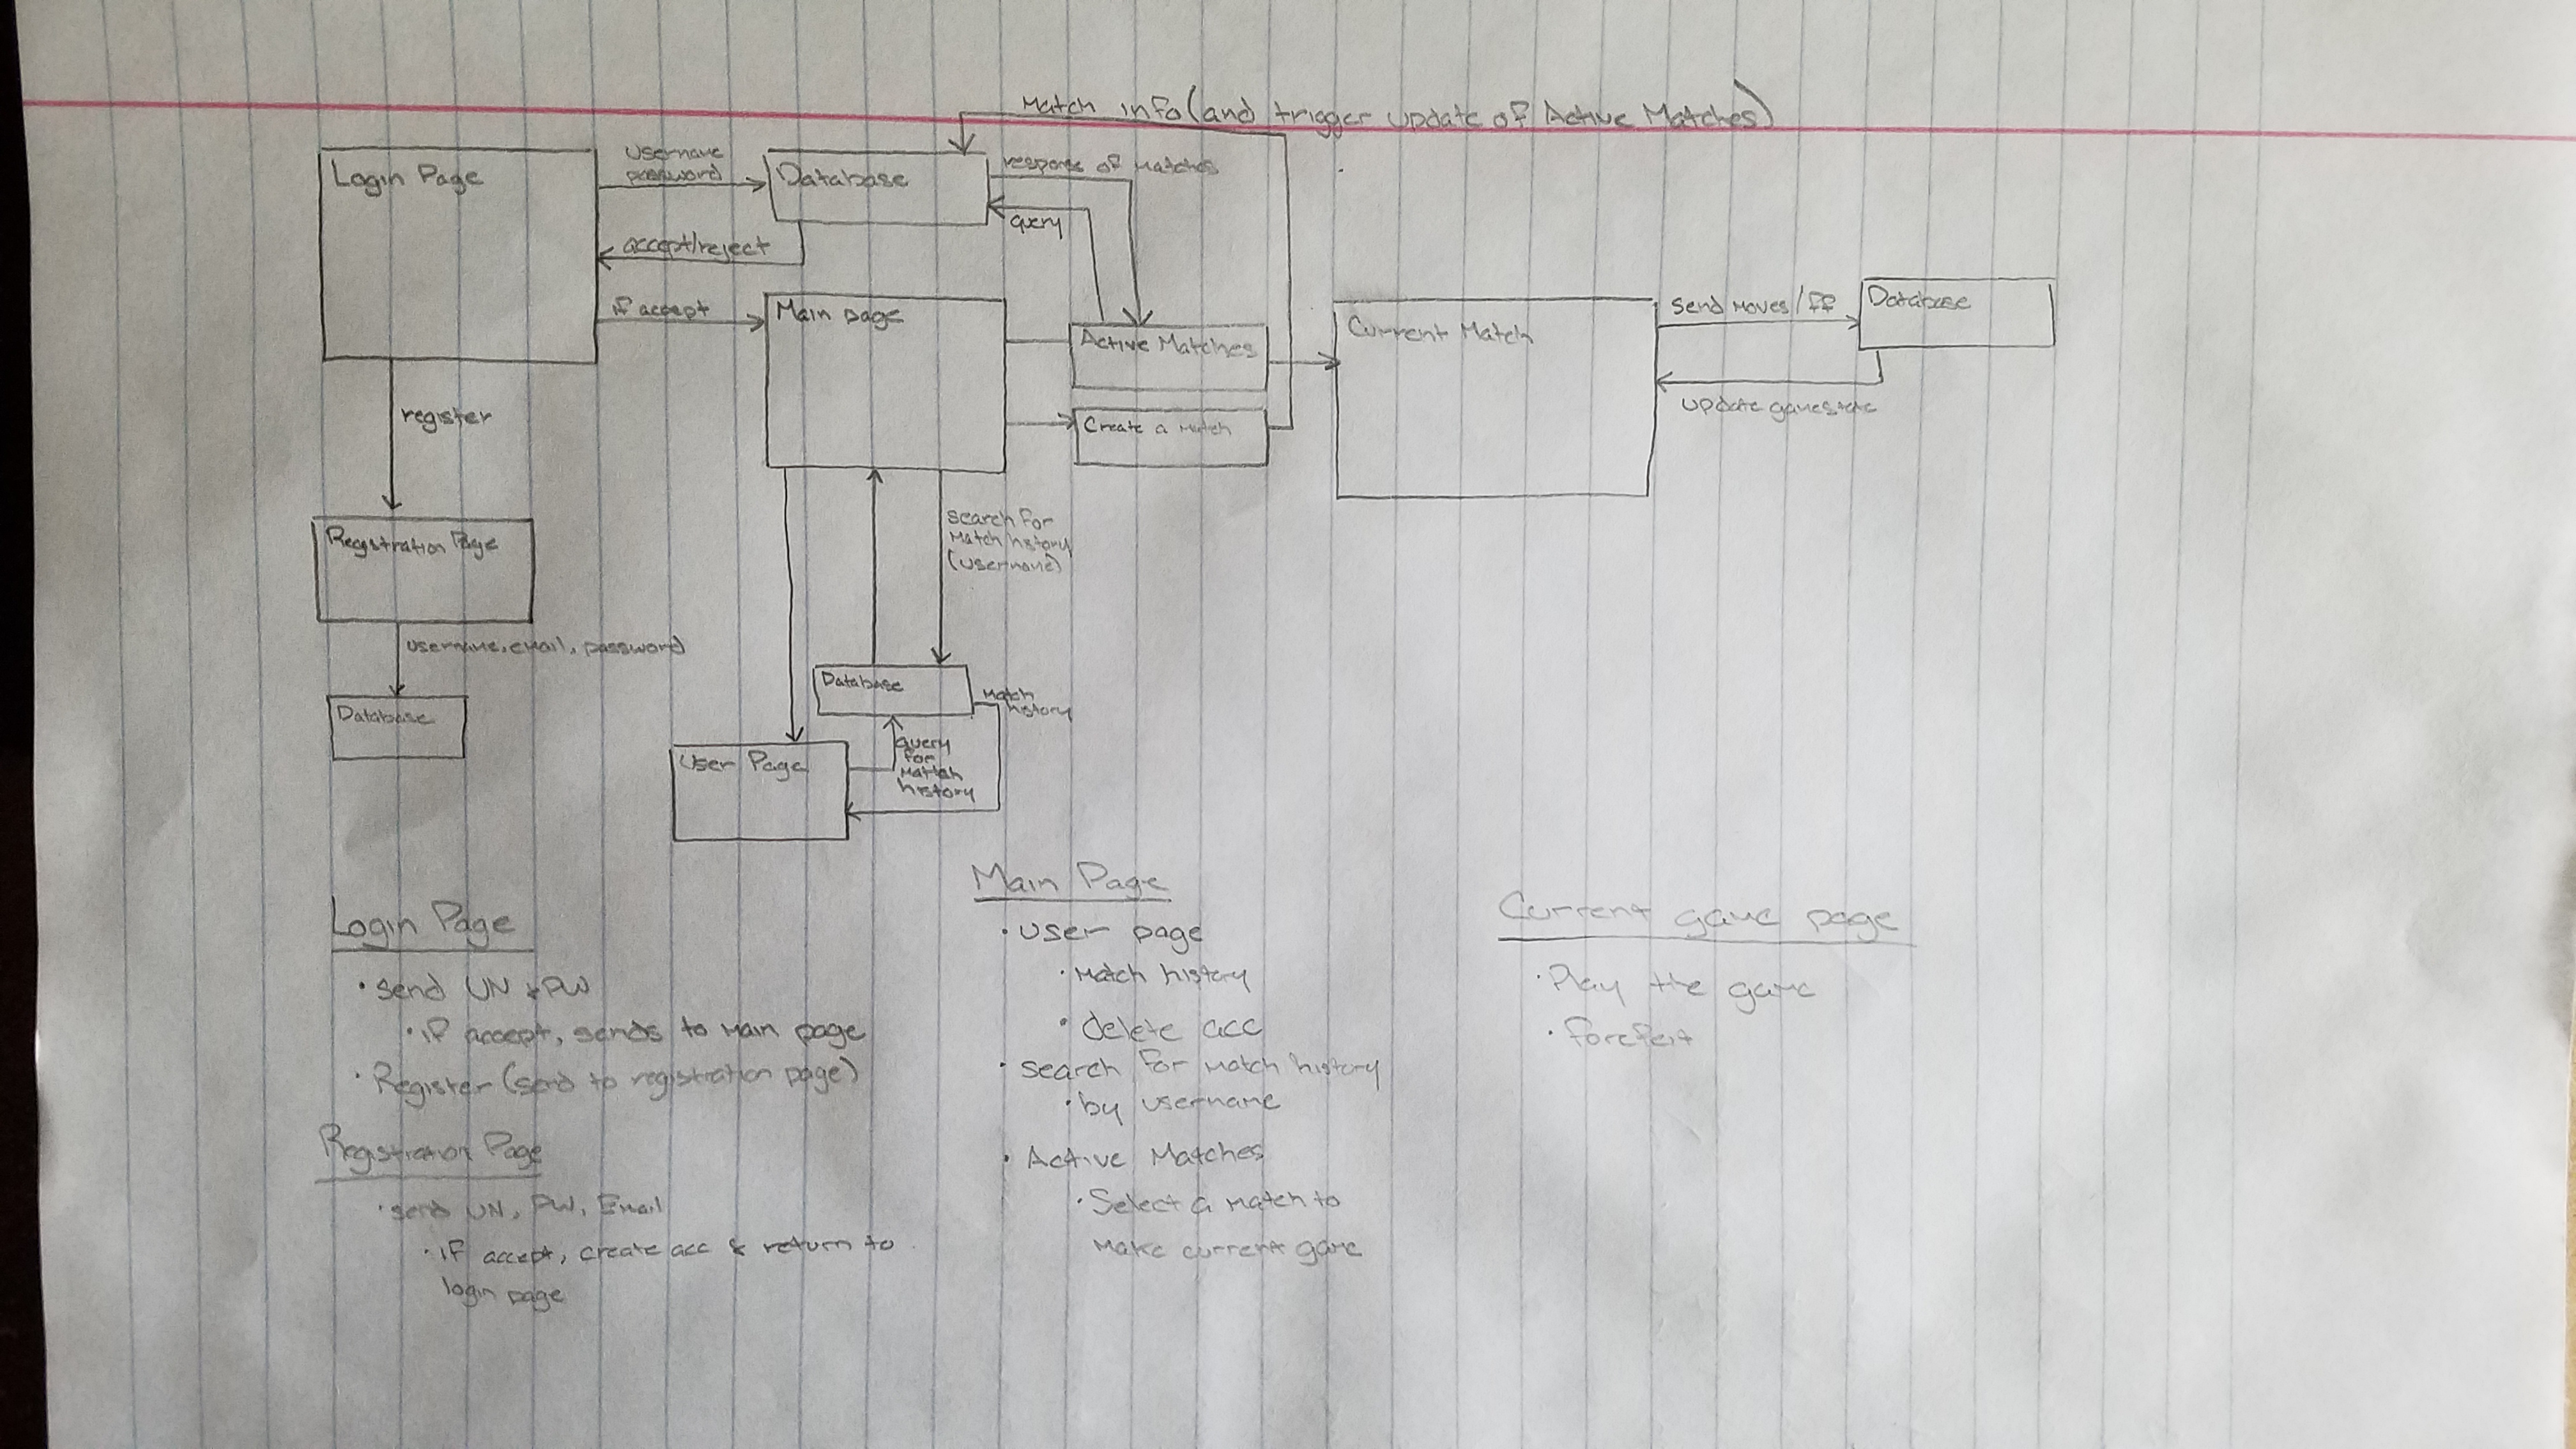 Match info (and trigger update of Active Matches)
Login Page
username
password
accept/reject
if accept
Database
response of matches
query
Main page
Active Matches
Create a match
Current Match
send moves/ff
update gamestate
Database
register
Registration Page
username, email, password
Database
search for
match history
(username)
Database
User Page
query
for
match
history
match
history
Login Page
• send UN & PW
• if accept, sends to main page
• Register (send to registration page)
Registration Page
• send UN, PW, Email
• if accept, create acc & return to
login page
Main Page
• user page
• match history
• delete acc
• search for match history
• by username
• Active Matches
• Select a match to
make current game
Current game page
• Play the game
• forefeit